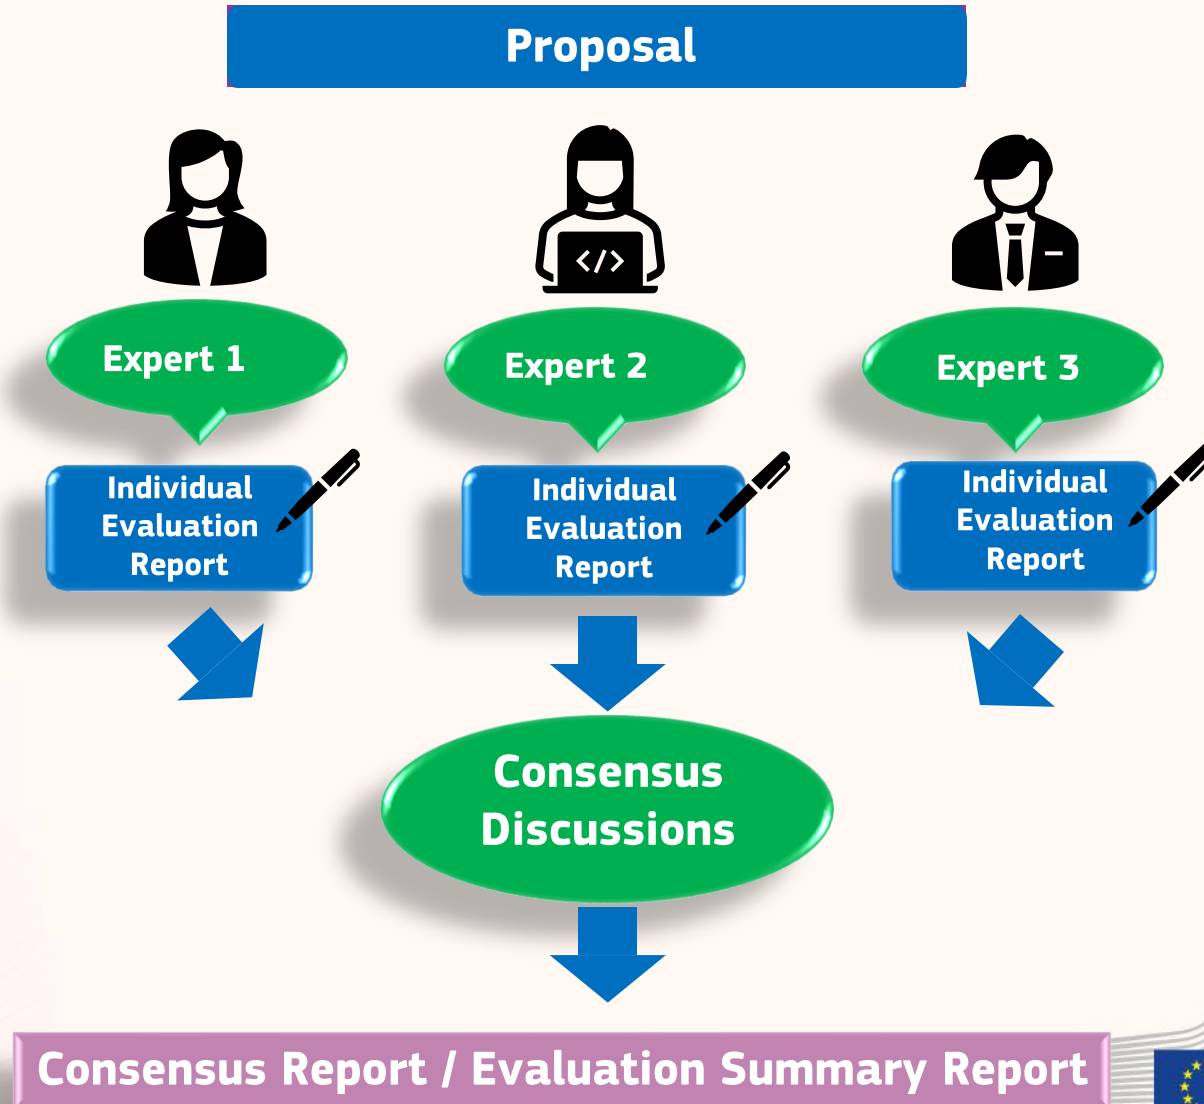 Proposal
</>
Expert 1
Expert 2
Expert 3
Individual
Evaluation
Report
Individual
Evaluation
Report
Individual
Evaluation
Report
Consensus
Discussions
Consensus Report / Evaluation Summary Report